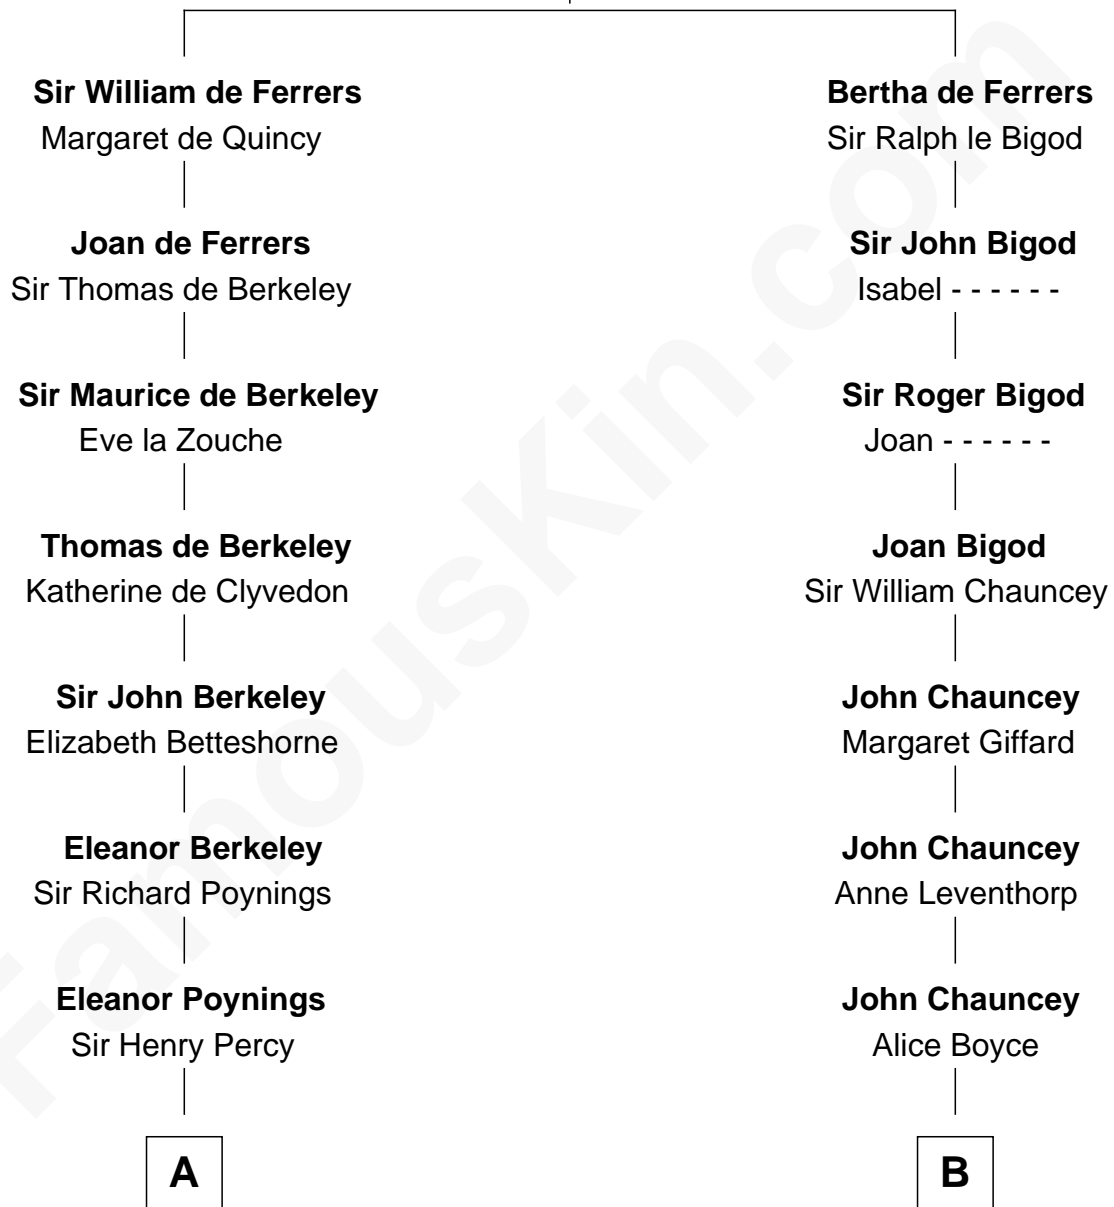 Sir William de Ferrers
Margaret de Quincy
Joan de Ferrers
Sir Thomas de Berkeley
Sir Maurice de Berkeley
Eve la Zouche
Thomas de Berkeley
Katherine de Clyvedon
Sir John Berkeley
Elizabeth Betteshorne
Eleanor Berkeley
Sir Richard Poynings
Eleanor Poynings
Sir Henry Percy
A
Bertha de Ferrers
Sir Ralph le Bigod
Sir John Bigod
Isabel - - - - - -
Sir Roger Bigod
Joan - - - - - -
Joan Bigod
Sir William Chauncey
John Chauncey
Margaret Giffard
John Chauncey
Anne Leventhorp
John Chauncey
Alice Boyce
B
FamousKin.com